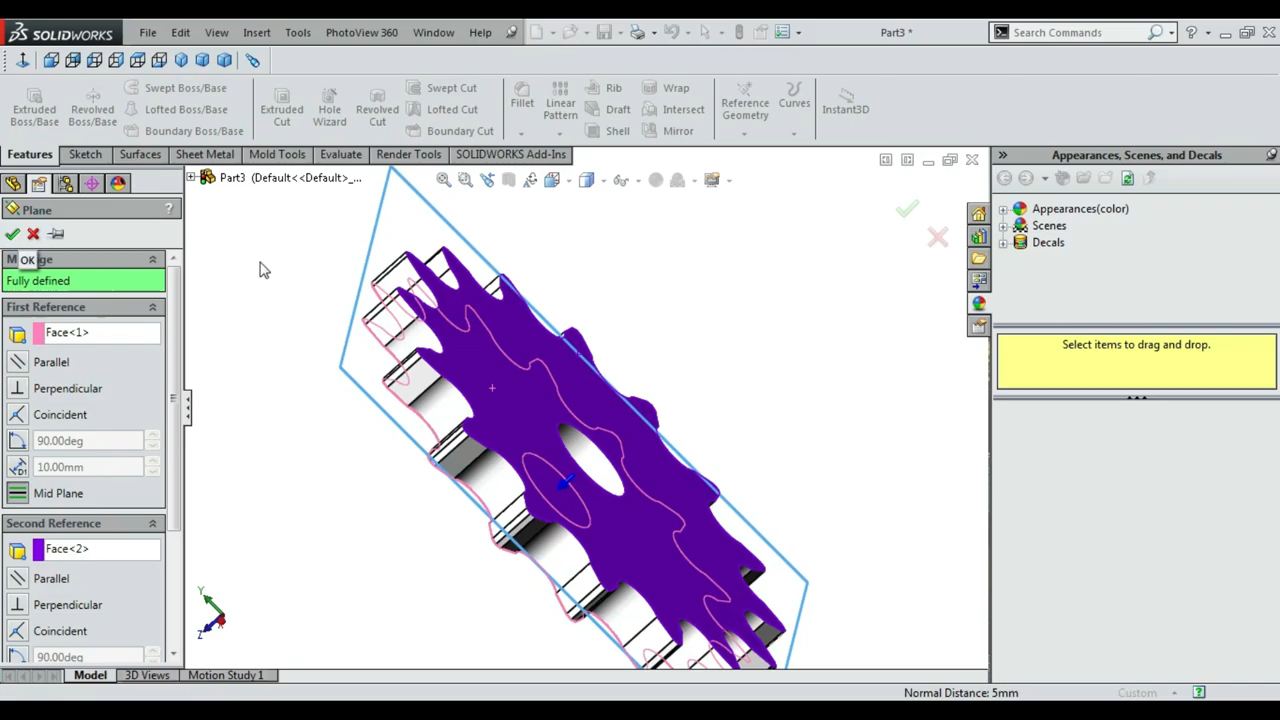 SOLIDWORKS File Edit View Insert Tools PhotoView 360 Window Help Part3 * Search Commands
Extruded Boss/Base Revolved Boss/Base Swept Boss/Base Lofted Boss/Base Boundary Boss/Base Extruded Cut Hole Wizard Revolved Cut Swept Cut Lofted Cut Boundary Cut Fillet Linear Pattern Rib Draft Shell Wrap Intersect Mirror Reference Geometry Curves Instant3D
Features Sketch Surfaces Sheet Metal Mold Tools Evaluate Render Tools SOLIDWORKS Add-Ins
Part3 (Default<<Default>_...
Appearances, Scenes, and Decals
Plane ?
OK
Fully defined
First Reference
Face<1>
Parallel
Perpendicular
Coincident
90.00deg
10.00mm
Mid Plane
Second Reference
Face<2>
Parallel
Perpendicular
Coincident
90.00deg
Y
Z
X
Appearances(color)
Scenes
Decals
Select items to drag and drop.
Model 3D Views Motion Study 1
Normal Distance: 5mm Custom